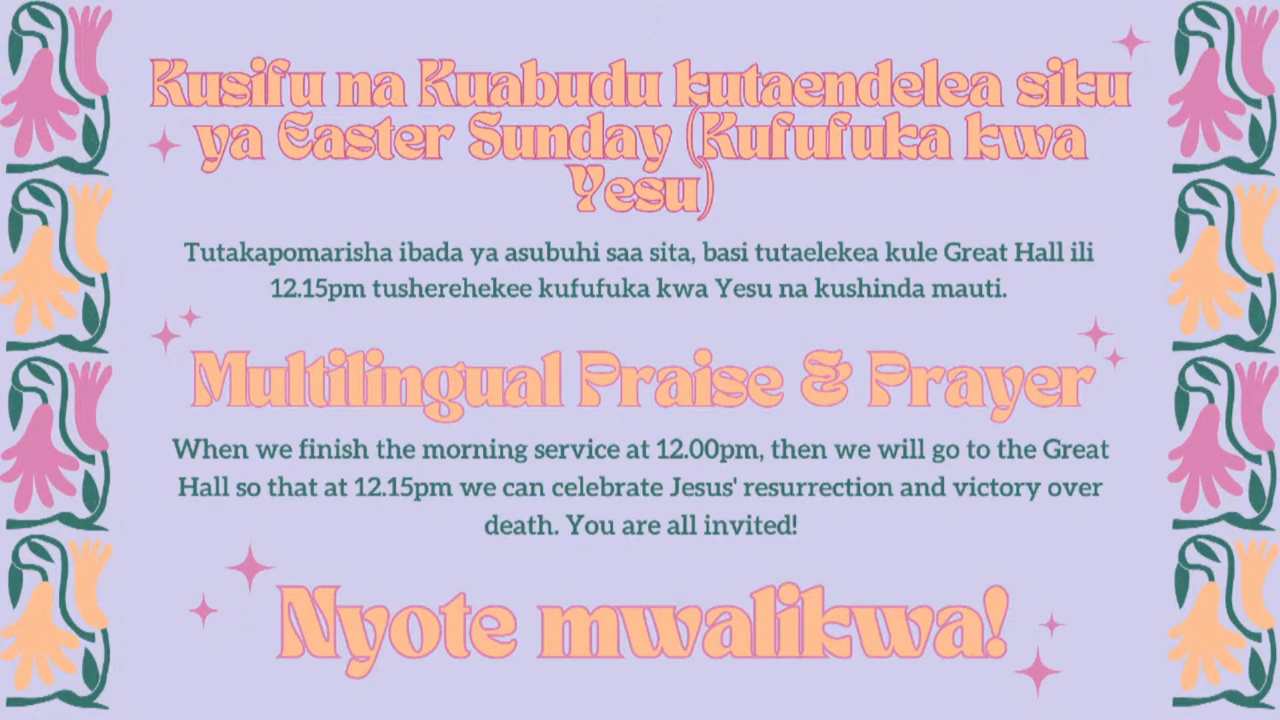 Kusifu na Kuabudu kutaendelea siku
ya Easter Sunday (Kufufuka kwa
Yesu)
Tutakapomarisha ibada ya asubuhi saa sita, basi tutaelekea kule Great Hall ili
12.15pm tusherehekee kufufuka kwa Yesu na kushinda mauti.
Multilingual Praise & Prayer
When we finish the morning service at 12.00pm, then we will go to the Great
Hall so that at 12.15pm we can celebrate Jesus' resurrection and victory over
death. You are all invited!
Nyote mwalikwa!